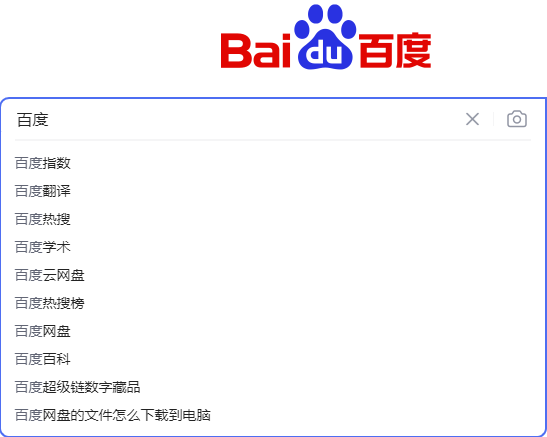 Bai du 百度
百度
百度指数
百度翻译
百度热搜
百度学术
百度云网盘
百度热搜榜
百度网盘
百度百科
百度超级链数字藏品
百度网盘的文件怎么下载到电脑